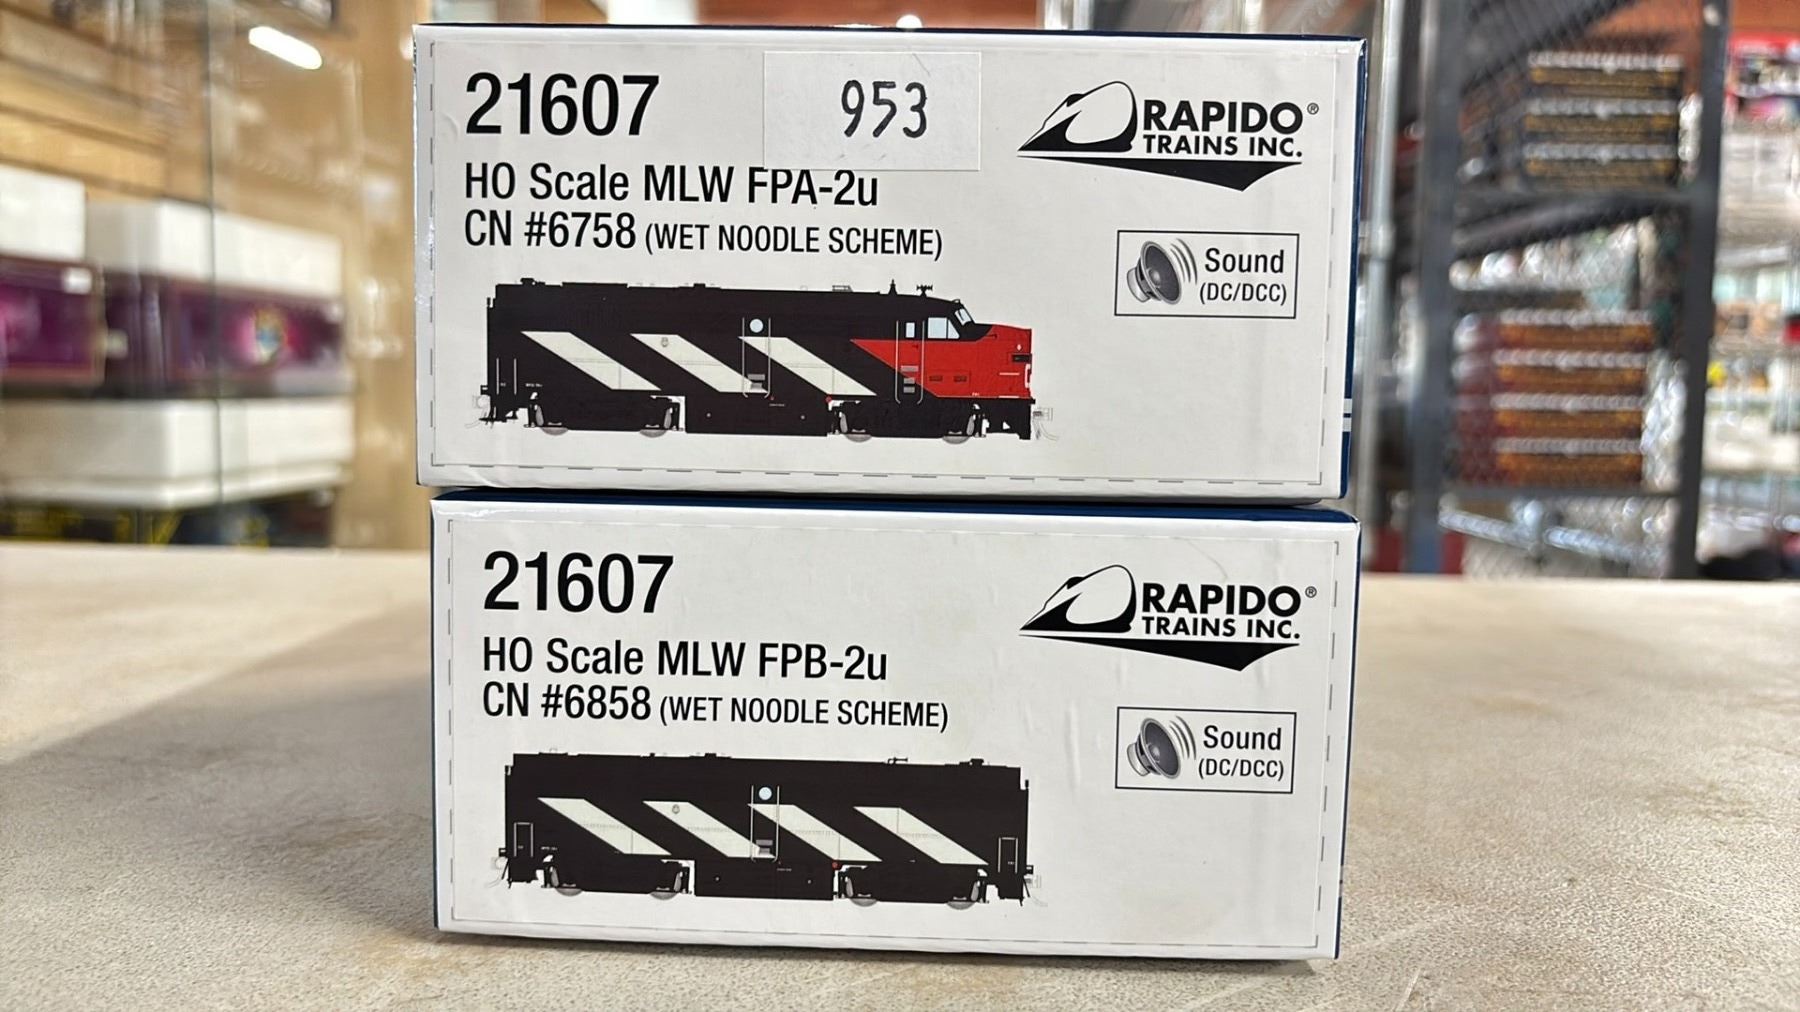 21607
953
RAPIDO®
TRAINS INC.
HO Scale MLW FPA-2u
CN #6758 (WET NOODLE SCHEME)
Sound
(DC/DCC)
21607
RAPIDO®
TRAINS INC.
HO Scale MLW FPB-2u
CN #6858 (WET NOODLE SCHEME)
Sound
(DC/DCC)